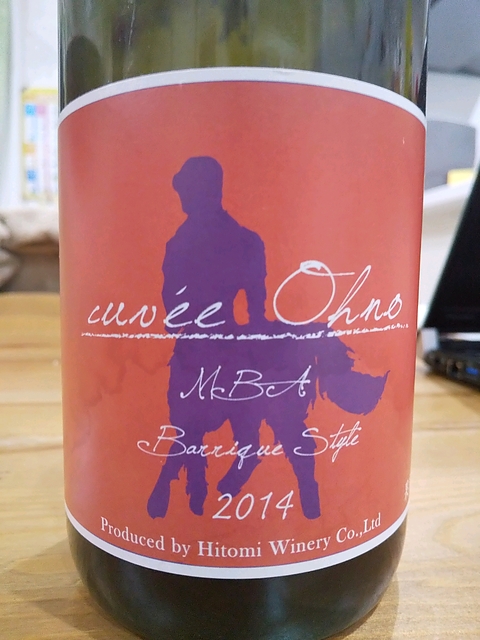 cuvée Ohno
MBA
Barrique Style
2014
Produced by Hitomi Winery Co.,Ltd